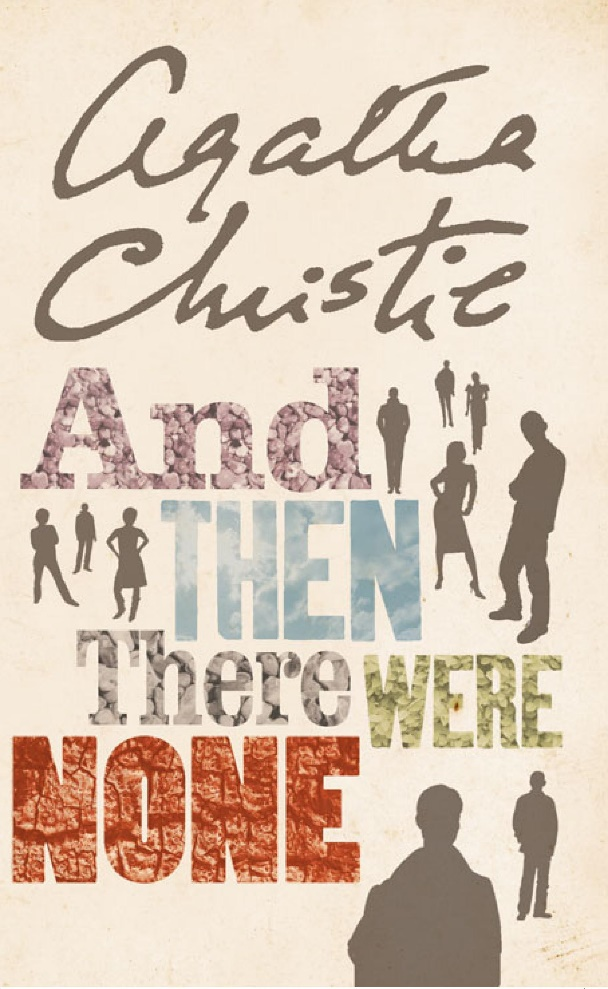 Agatha
Christie
And
THEN
There WERE
NONE